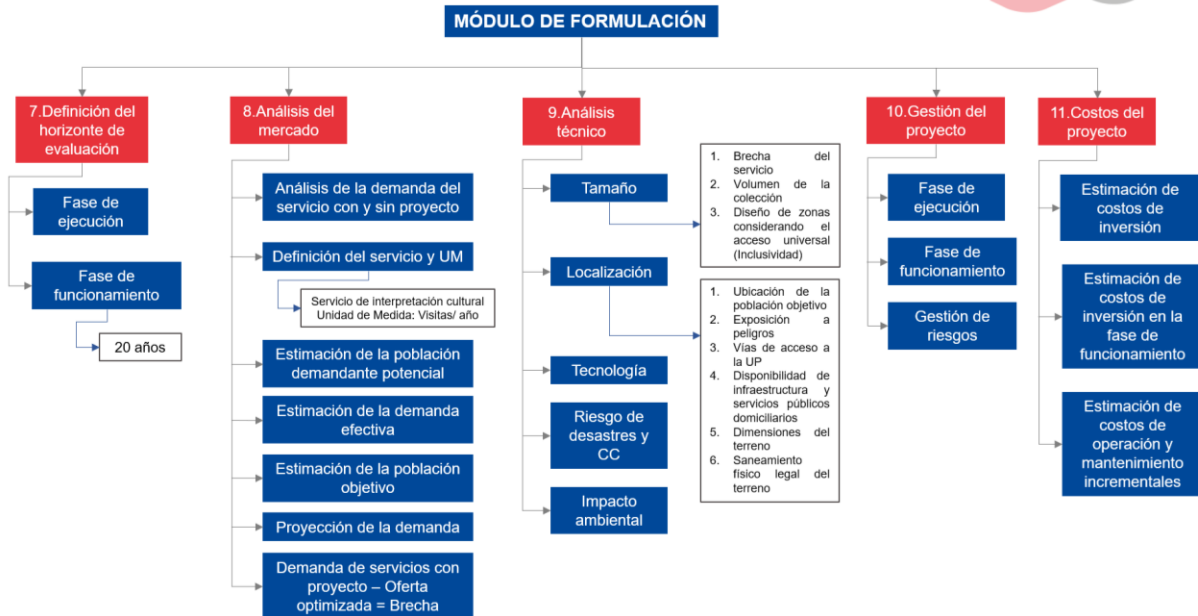 MÓDULO DE FORMULACIÓN
7.Definición del
horizonte de
evaluación
Fase de
ejecución
Fase de
funcionamiento
20 años
8.Análisis del
mercado
Análisis de la demanda del
servicio con y sin proyecto
Definición del servicio y UM
Servicio de interpretación cultural
Unidad de Medida: Visitas/ año
Estimación de la población
demandante potencial
Estimación de la demanda
efectiva
Estimación de la población
objetivo
Proyección de la demanda
Demanda de servicios con
proyecto – Oferta
optimizada = Brecha
9.Análisis
técnico
Tamaño
1. Brecha del
servicio
2. Volumen de la
colección
3. Diseño de zonas
considerando el
acceso universal
(Inclusividad)
Localización
1. Ubicación de la
población objetivo
2. Exposición a
peligros
3. Vías de acceso a
la UP
4. Disponibilidad de
infraestructura y
servicios públicos
domiciliarios
5. Dimensiones del
terreno
6. Saneamiento
físico legal del
terreno
Tecnología
Riesgo de
desastres y
CC
Impacto
ambiental
10.Gestión del
proyecto
Fase de
ejecución
Fase de
funcionamiento
Gestión de
riesgos
11.Costos del
proyecto
Estimación de
costos de
inversión
Estimación de
costos de
inversión en la
fase de
funcionamiento
Estimación de
costos de
operación y
mantenimiento
incrementales